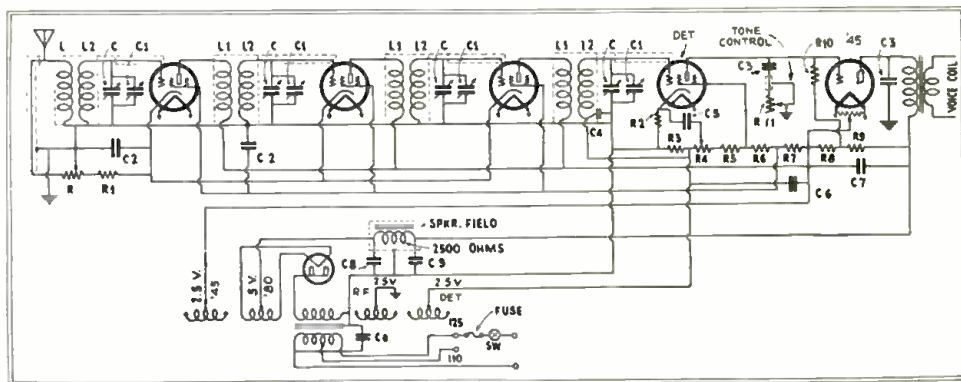 L L2 C C1 L1 L2 C C1 L1 L2 C C1 L1 L2 C C1 DET TONE CONTROL R10 '45 C3
C5
VOICE COIL
C4 R2 C5 R11
C2 C2 R3 R4 R5 R6 R7 R8 R9
R R1 C7
C6
SPKR. FIELD
2500 OHMS
C8 C9
2.5 V. '45
5 V. '80
RF 2.5V
2.5 V DET
FUSE
125
SW
110